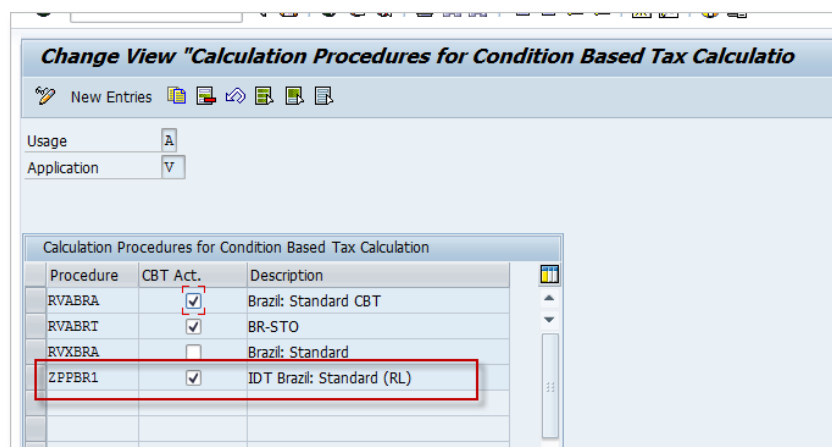 Change View "Calculation Procedures for Condition Based Tax Calculatio
New Entries
Usage A
Application V
Calculation Procedures for Condition Based Tax Calculation
Procedure CBT Act. Description
RVABRA Brazil: Standard CBT
RVABRT BR-STO
RVXBRA Brazil: Standard
ZPPBR1 IDT Brazil: Standard (RL)